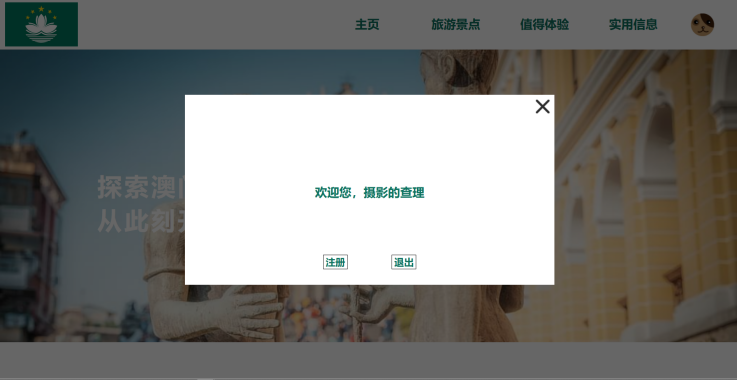 主页 旅游景点 值得体验 实用信息
探索澳
从此刻
欢迎您，摄影的查理
注册 退出